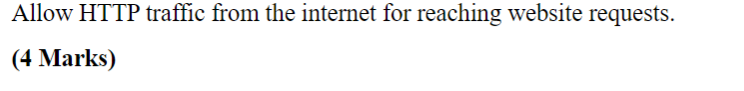 Allow HTTP traffic from the internet for reaching website requests.
(4 Marks)